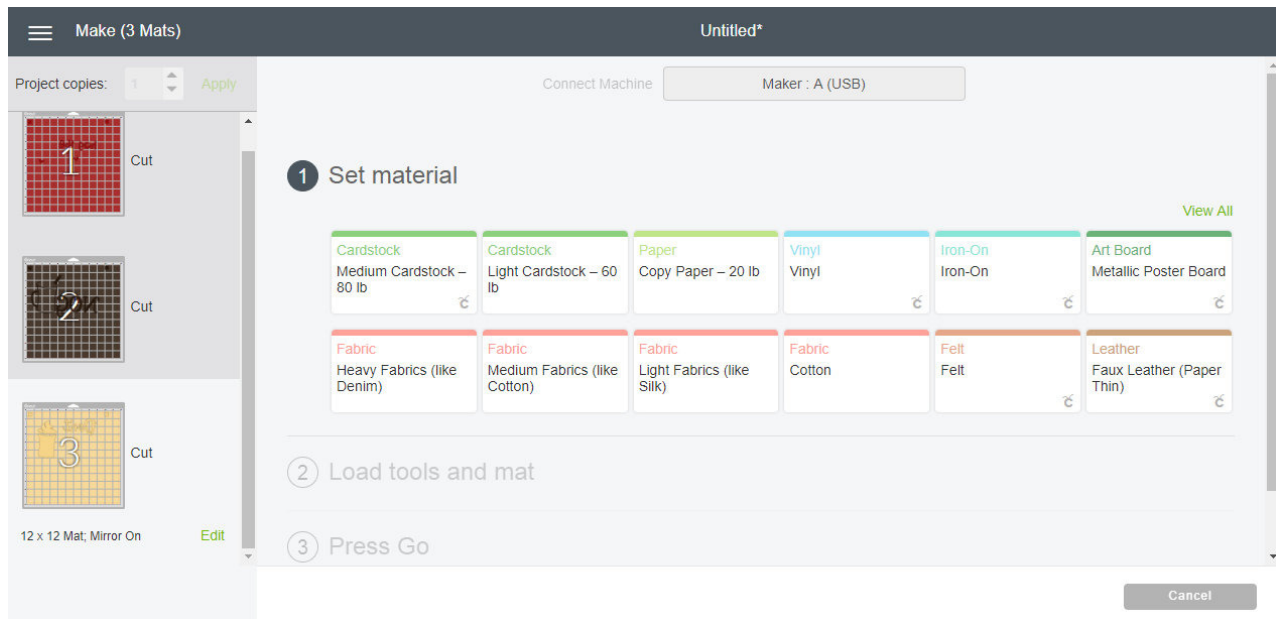 Make (3 Mats)
Untitled*
Project copies:
1
Apply
Connect Machine
Maker : A (USB)
1
Cut
2
Cut
3
Cut
12 x 12 Mat; Mirror On
Edit
1 Set material
View All
Cardstock
Medium Cardstock –
80 lb
Cardstock
Light Cardstock – 60
lb
Paper
Copy Paper – 20 lb
Vinyl
Vinyl
Iron-On
Iron-On
Art Board
Metallic Poster Board
Fabric
Heavy Fabrics (like
Denim)
Fabric
Medium Fabrics (like
Cotton)
Fabric
Light Fabrics (like
Silk)
Fabric
Cotton
Felt
Felt
Leather
Faux Leather (Paper
Thin)
2 Load tools and mat
3 Press Go
Cancel